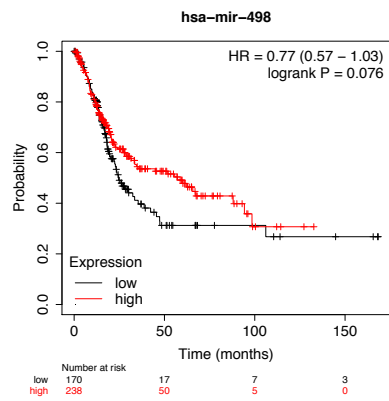 hsa-mir-498
HR = 0.77 (0.57 − 1.03)
logrank P = 0.076
Probability
1.0
0.8
0.6
0.4
0.2
0.0
Expression
low
high
0 50 100 150
Time (months)
Number at risk
low 170 17 7 3
high 238 50 5 0